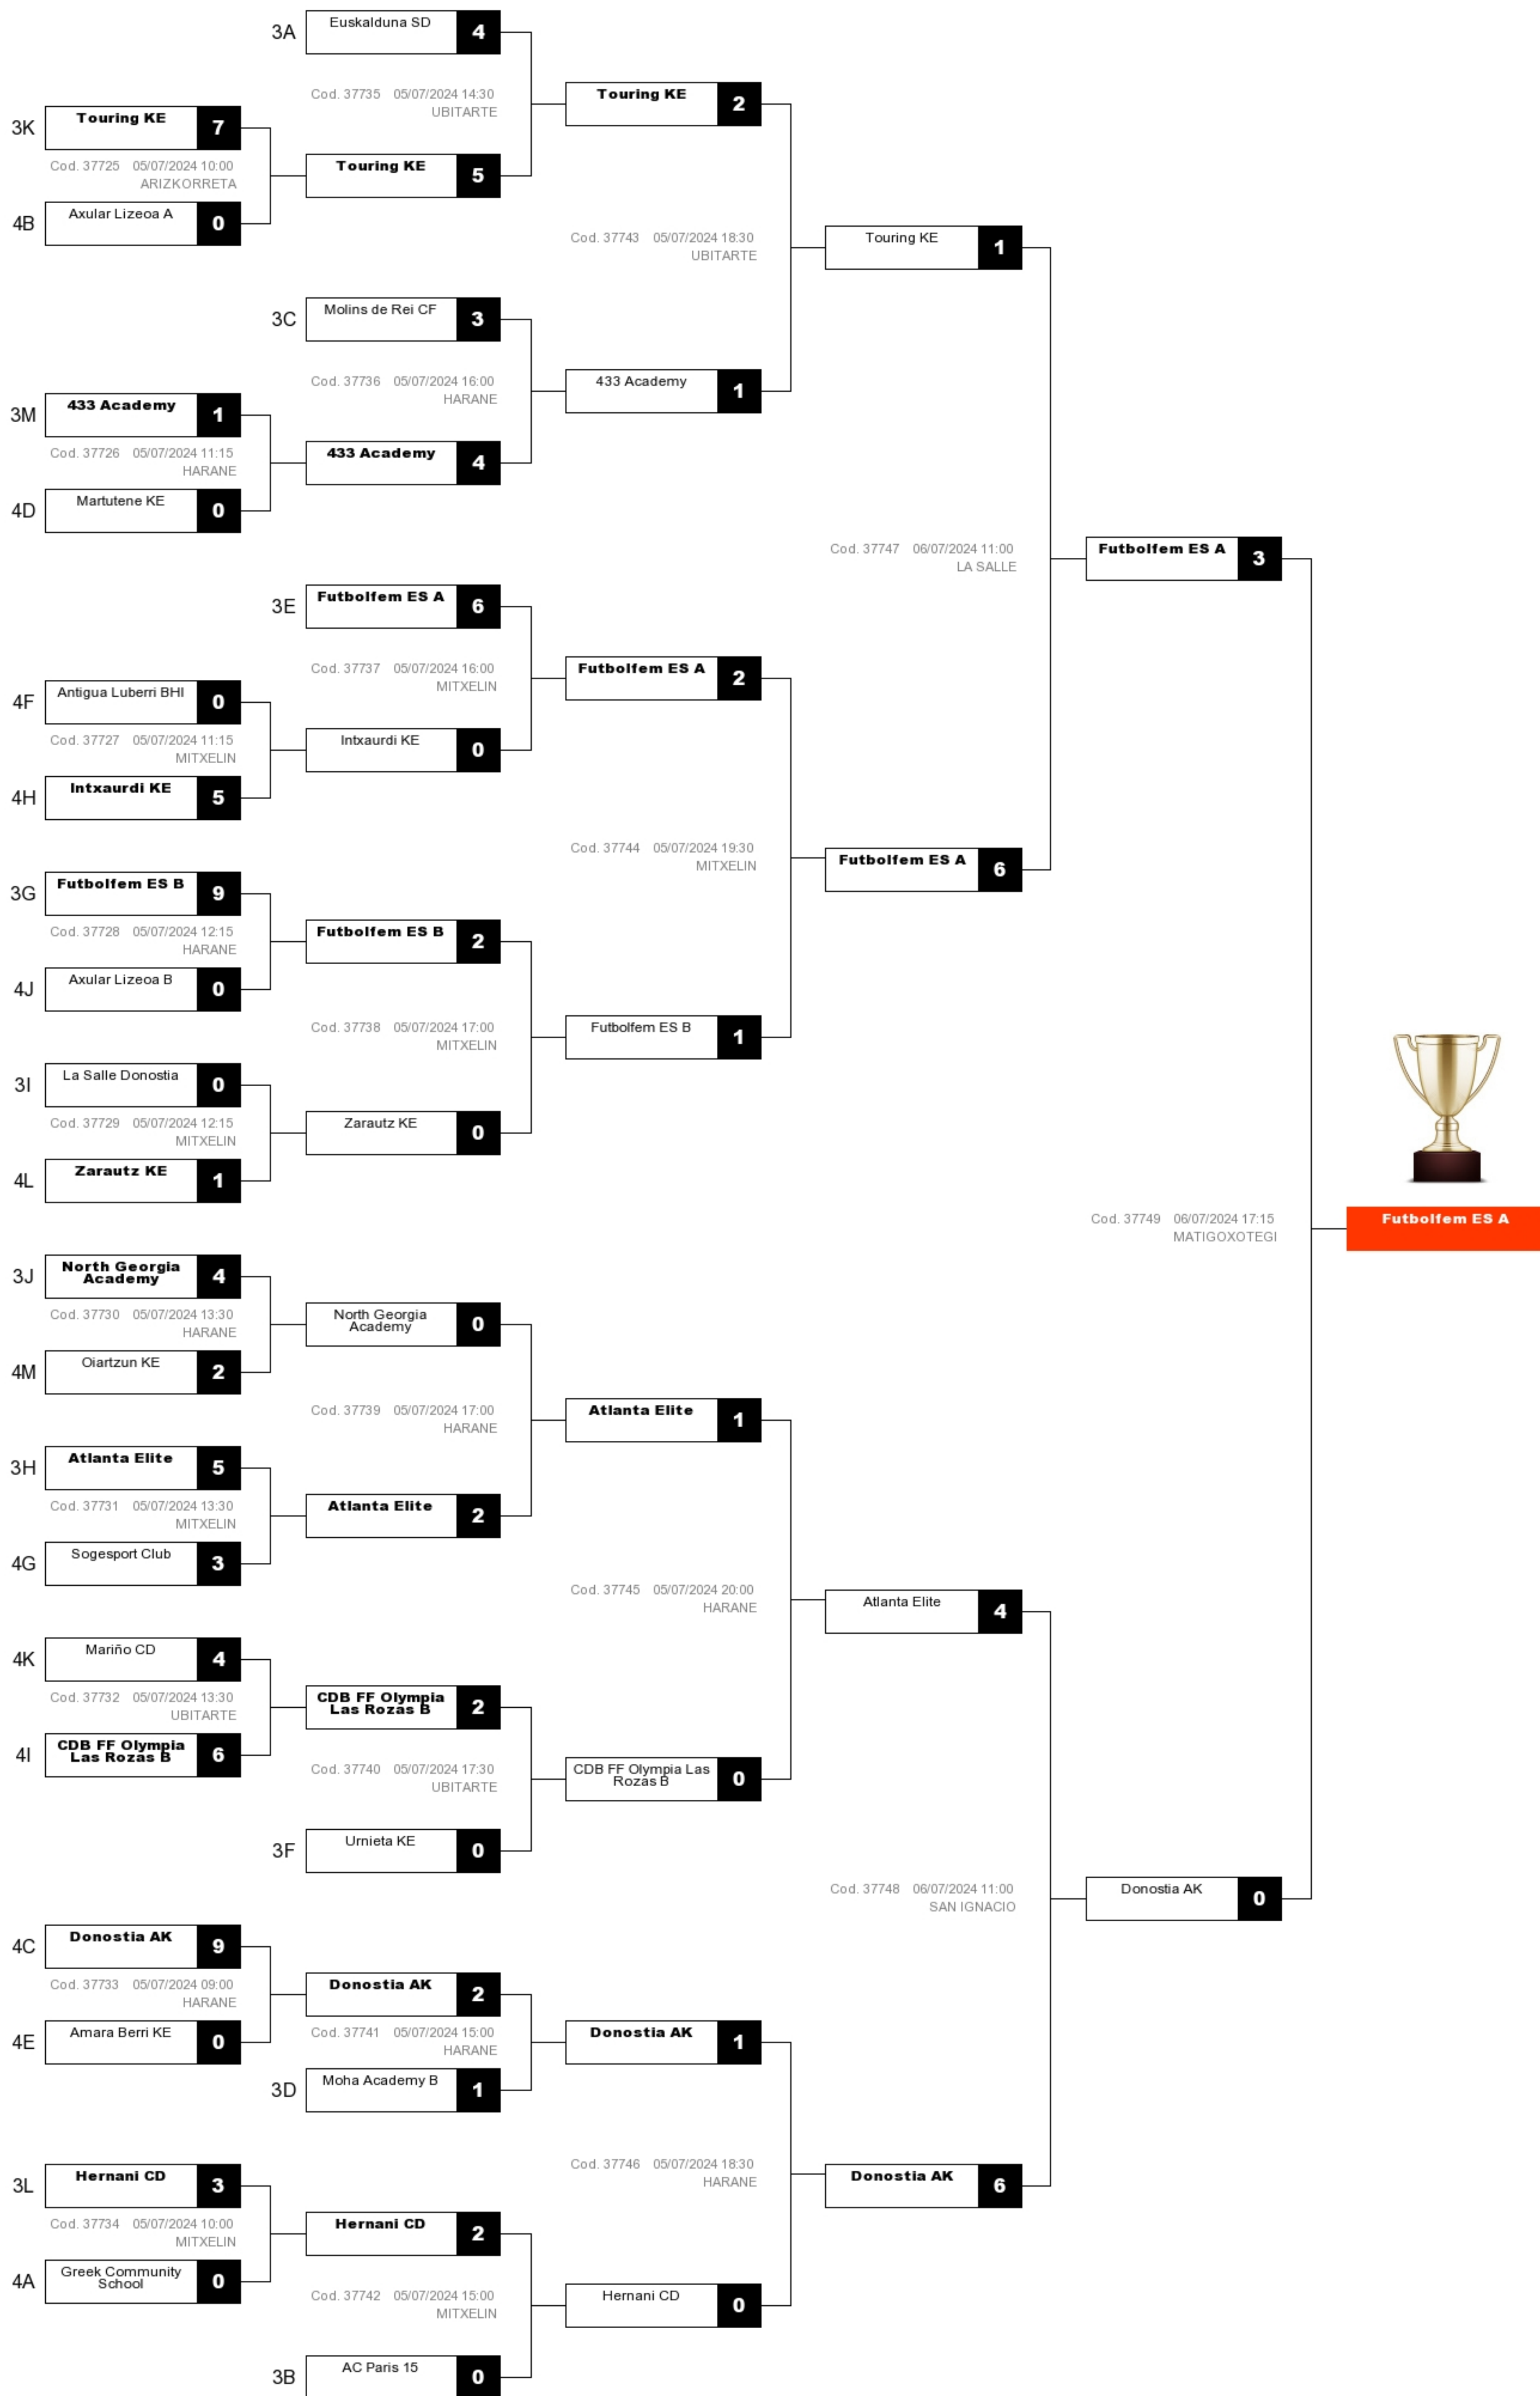 3A
Euskalduna SD
4
Cod. 37735 05/07/2024 14:30
UBITARTE
Touring KE
2
3K
Touring KE
7
Cod. 37725 05/07/2024 10:00
ARIZKORRETA
Touring KE
5
4B
Axular Lizeoa A
0
Cod. 37743 05/07/2024 18:30
UBITARTE
Touring KE
1
3C
Molins de Rei CF
3
Cod. 37736 05/07/2024 16:00
HARANE
433 Academy
1
3M
433 Academy
1
Cod. 37726 05/07/2024 11:15
HARANE
433 Academy
4
4D
Martutene KE
0
Cod. 37747 06/07/2024 11:00
LA SALLE
Futbolfem ES A
3
3E
Futbolfem ES A
6
Cod. 37737 05/07/2024 16:00
MITXELIN
Futbolfem ES A
2
4F
Antigua Luberri BHI
0
Cod. 37727 05/07/2024 11:15
MITXELIN
Intxaurdi KE
0
4H
Intxaurdi KE
5
Cod. 37744 05/07/2024 19:30
MITXELIN
Futbolfem ES A
6
3G
Futbolfem ES B
9
Cod. 37728 05/07/2024 12:15
HARANE
Futbolfem ES B
2
4J
Axular Lizeoa B
0
Cod. 37738 05/07/2024 17:00
MITXELIN
Futbolfem ES B
1
3I
La Salle Donostia
0
Cod. 37729 05/07/2024 12:15
MITXELIN
Zarautz KE
0
4L
Zarautz KE
1
Cod. 37749 06/07/2024 17:15
MATIGOXOTEGI
Futbolfem ES A
3J
North Georgia
Academy
4
Cod. 37730 05/07/2024 13:30
HARANE
North Georgia
Academy
0
4M
Oiartzun KE
2
Cod. 37739 05/07/2024 17:00
HARANE
Atlanta Elite
1
3H
Atlanta Elite
5
Cod. 37731 05/07/2024 13:30
MITXELIN
Atlanta Elite
2
4G
Sogesport Club
3
Cod. 37745 05/07/2024 20:00
HARANE
Atlanta Elite
4
4K
Mariño CD
4
Cod. 37732 05/07/2024 13:30
UBITARTE
CDB FF Olympia
Las Rozas B
2
4I
CDB FF Olympia
Las Rozas B
6
Cod. 37740 05/07/2024 17:30
UBITARTE
CDB FF Olympia Las
Rozas B
0
3F
Urnieta KE
0
Cod. 37748 06/07/2024 11:00
SAN IGNACIO
Donostia AK
0
4C
Donostia AK
9
Cod. 37733 05/07/2024 09:00
HARANE
Donostia AK
2
4E
Amara Berri KE
0
Cod. 37741 05/07/2024 15:00
HARANE
Donostia AK
1
3D
Moha Academy B
1
Cod. 37746 05/07/2024 18:30
HARANE
Donostia AK
6
3L
Hernani CD
3
Cod. 37734 05/07/2024 10:00
MITXELIN
Hernani CD
2
4A
Greek Community
School
0
Cod. 37742 05/07/2024 15:00
MITXELIN
Hernani CD
0
3B
AC Paris 15
0